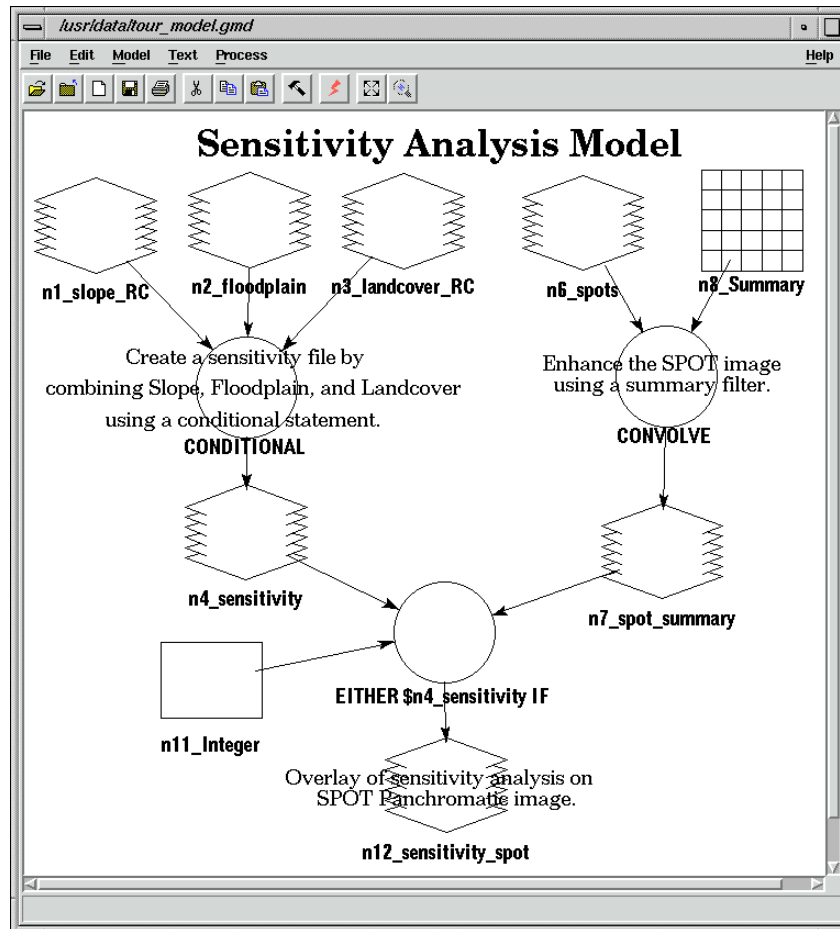 /usr/data/tour_model.gmd
File Edit Model Text Process Help
Sensitivity Analysis Model
n1_slope_RC
n2_floodplain
n3_landcover_RC
n6_spots
n8_Summary
Create a sensitivity file by
combining Slope, Floodplain, and Landcover
using a conditional statement.
CONDITIONAL
Enhance the SPOT image
using a summary filter.
CONVOLVE
n4_sensitivity
n7_spot_summary
EITHER $n4_sensitivity IF
n11_Integer
Overlay of sensitivity analysis on
SPOT Panchromatic image.
n12_sensitivity_spot